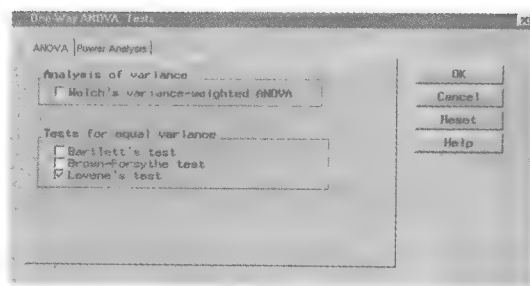 One-Way ANOVA: Tests
ANOVA Power Analysis
Analysis of variance
Welch's variance-weighted ANOVA
Tests for equal variance
Bartlett's test
Brown-Forsythe test
Levene's test
OK
Cancel
Reset
Help